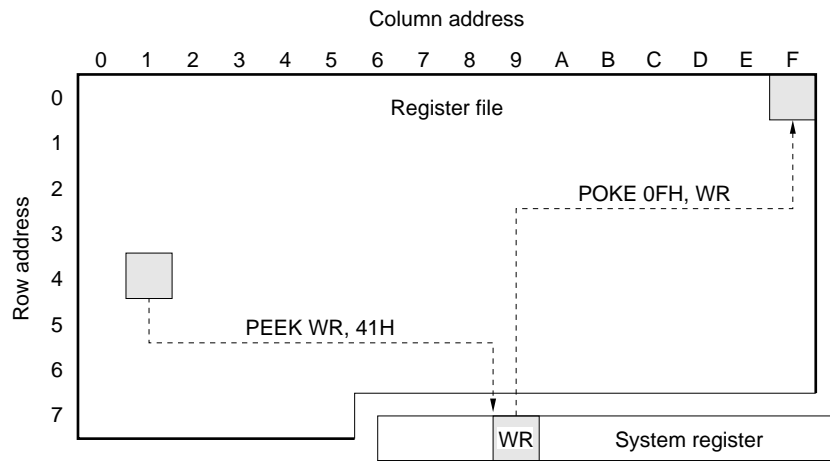 Column address
0 1 2 3 4 5 6 7 8 9 A B C D E F
Row address
0
1
2
3
4
5
6
7
Register file
POKE 0FH, WR
PEEK WR, 41H
WR
System register